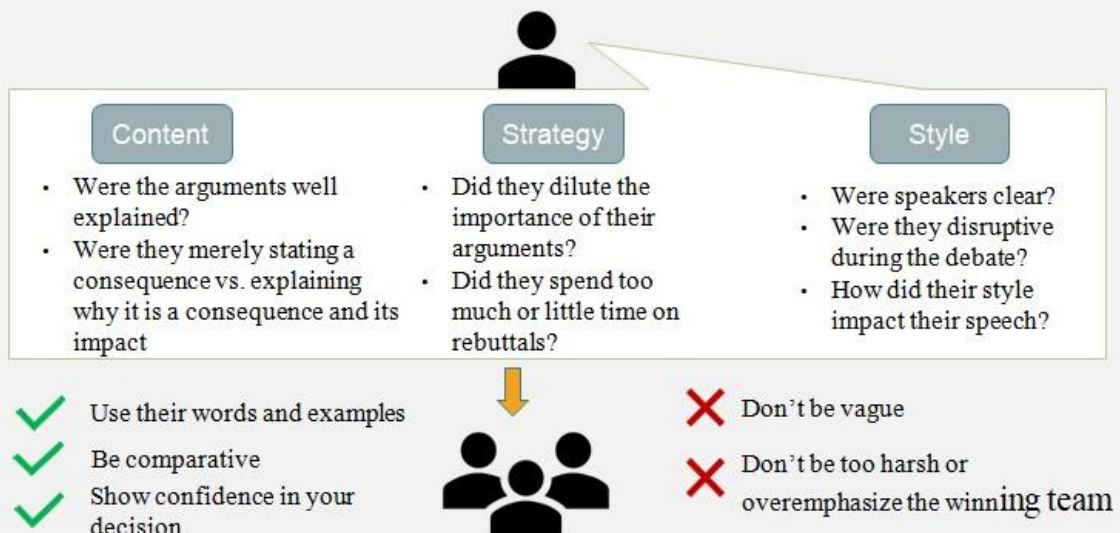 Content
Were the arguments well
explained?
Were they merely stating a
consequence vs. explaining
why it is a consequence and its
impact
Strategy
Did they dilute the
importance of their
arguments?
Did they spend too
much or little time on
rebuttals?
Style
Were speakers clear?
Were they disruptive
during the debate?
How did their style
impact their speech?
Use their words and examples
Be comparative
Show confidence in your
decision
Don't be vague
Don't be too harsh or
overemphasize the winning team